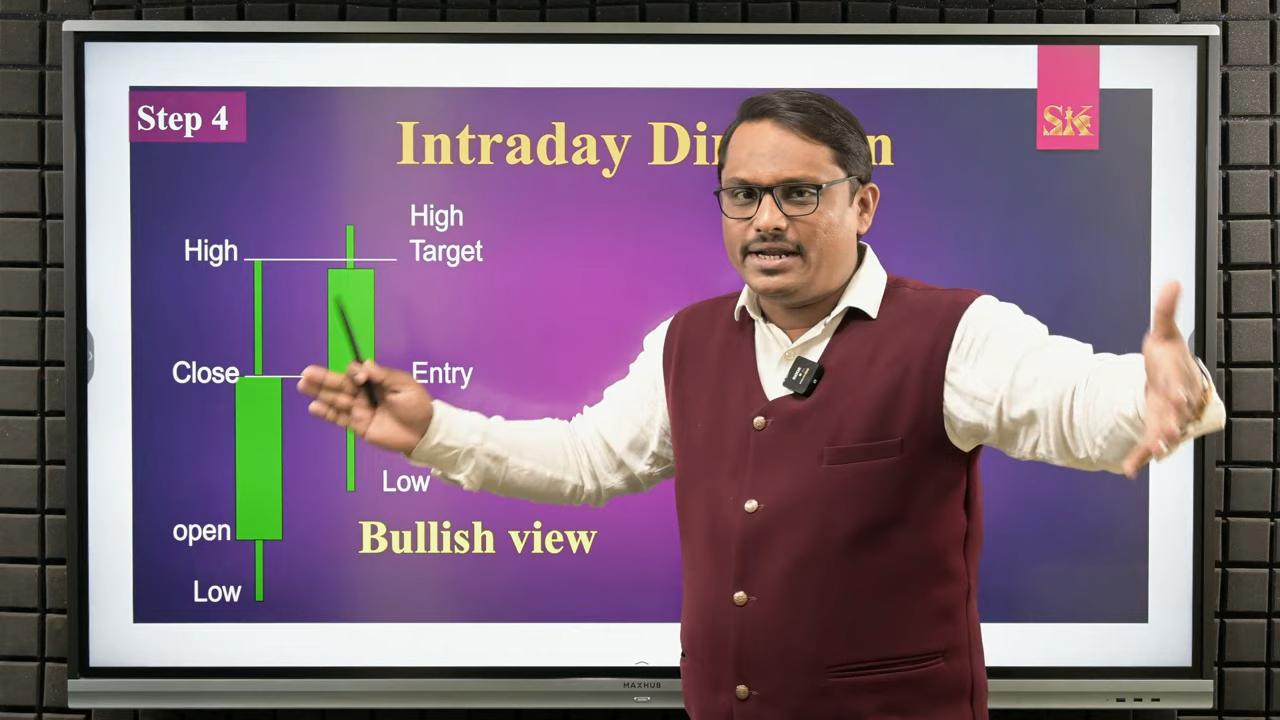 Step 4
SK
Intraday Di n
High
High
Target
Close
Entry
Low
open
Bullish view
Low
MAXHUB